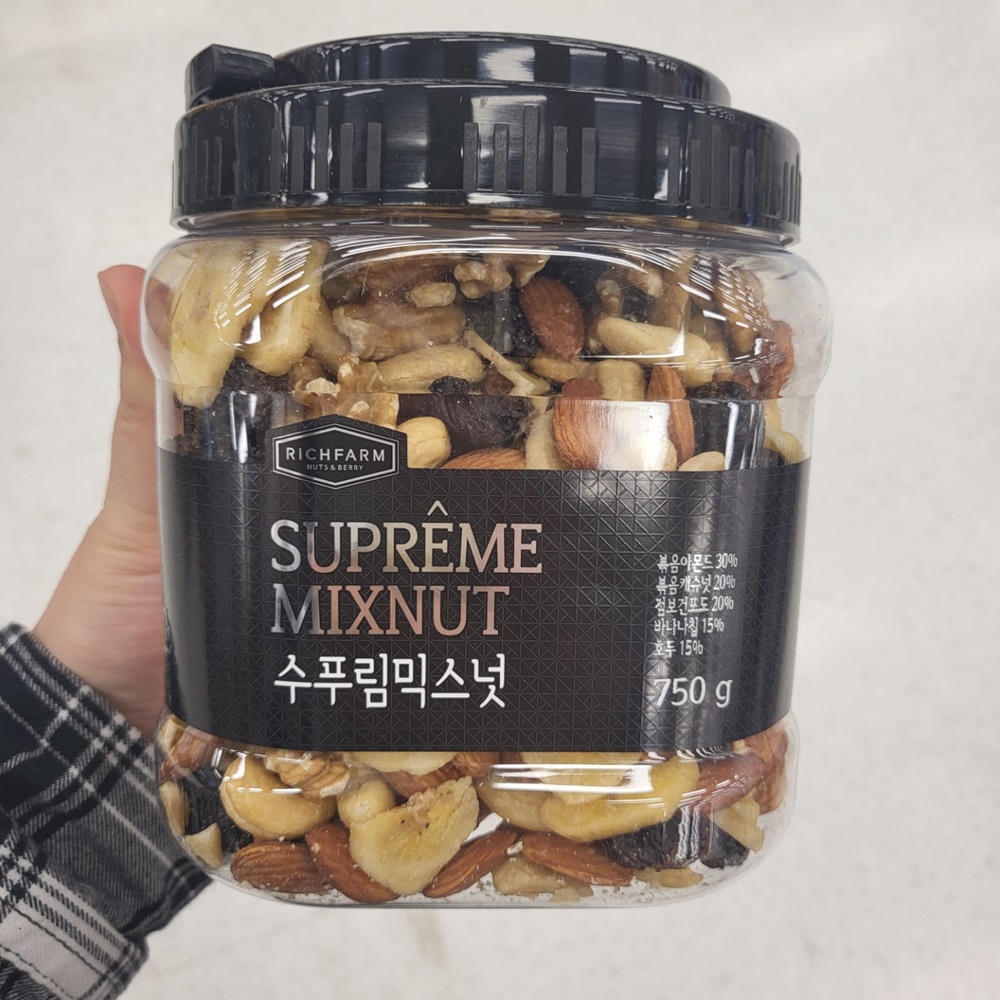 RICHFARM
NUTS & BERRY
SUPRÊME
MIXNUT
수푸림믹스넛
볶음아몬드 30%
볶음캐슈넛 20%
점보건포도 20%
바나나칩 15%
호두 15%
750 g